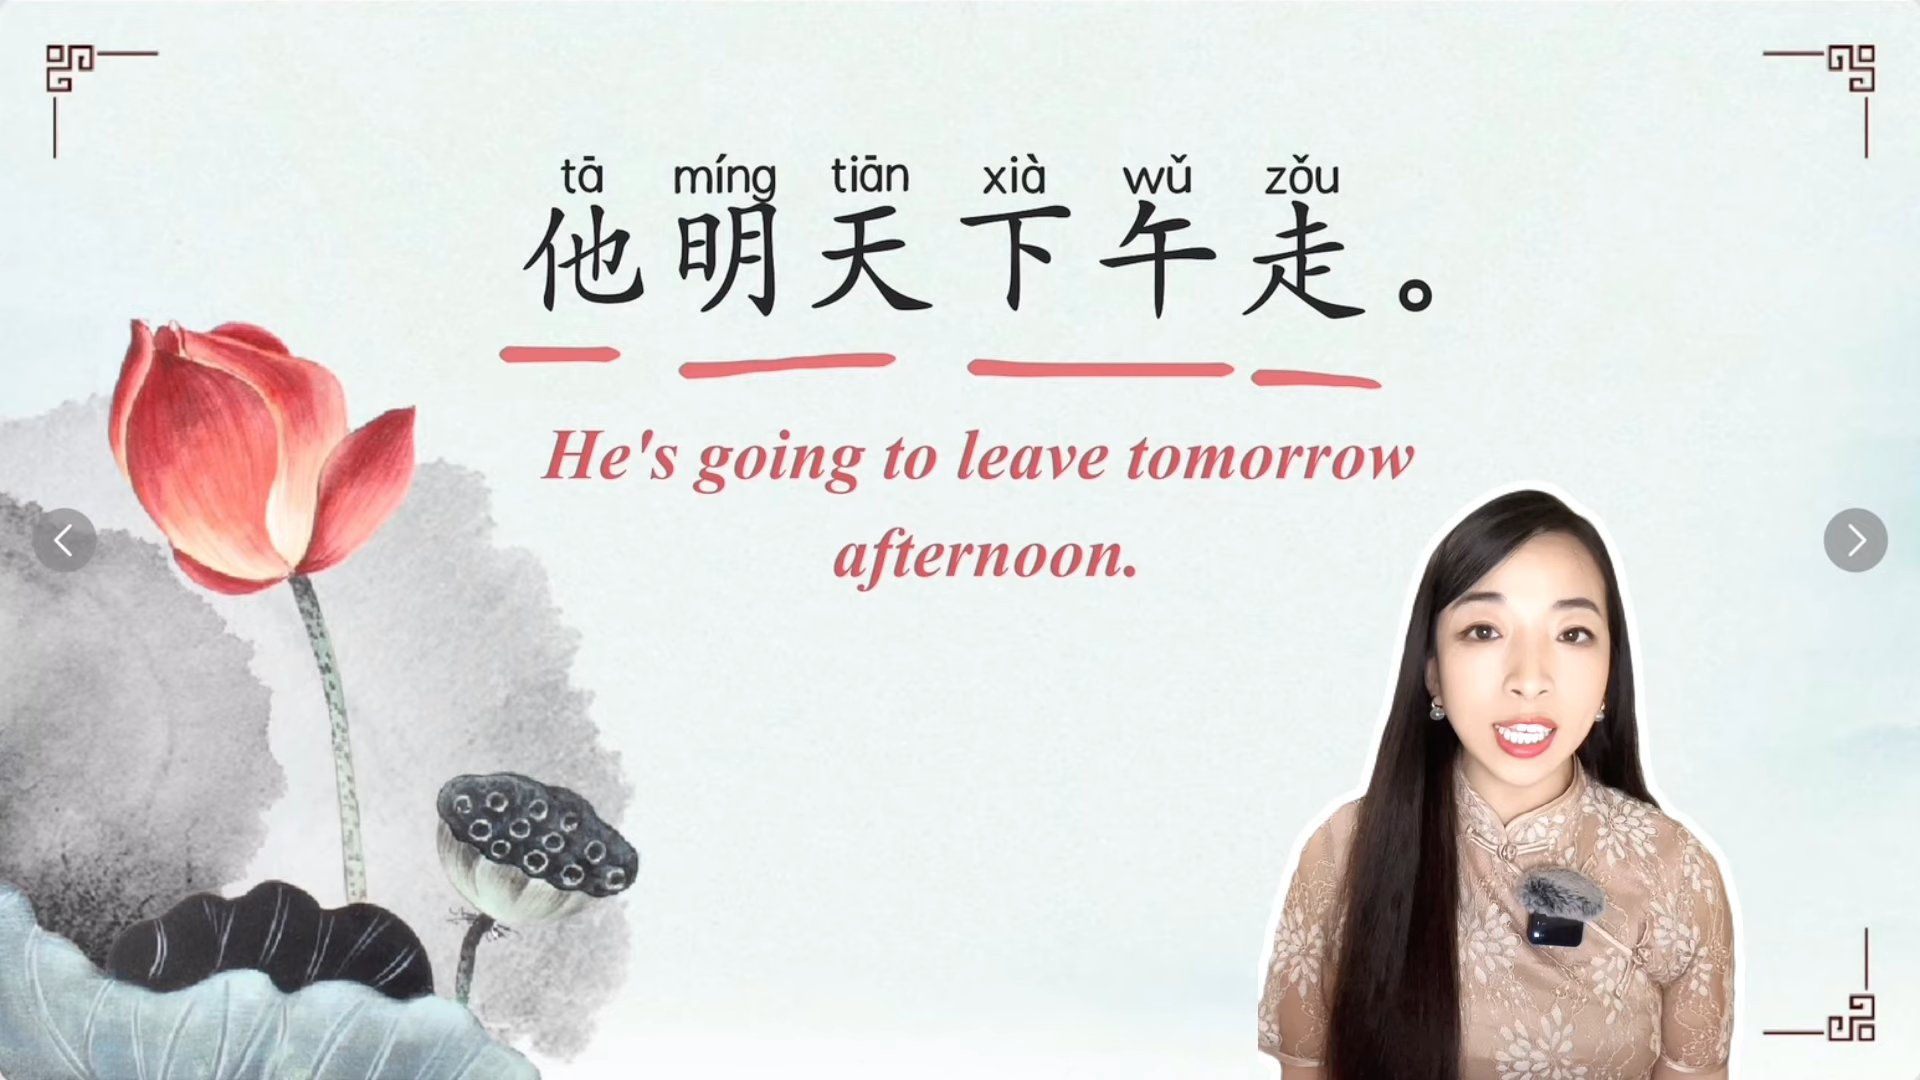 tā míng tiān xià wǔ zǒu
他明天下午走。
He's going to leave tomorrow
afternoon.